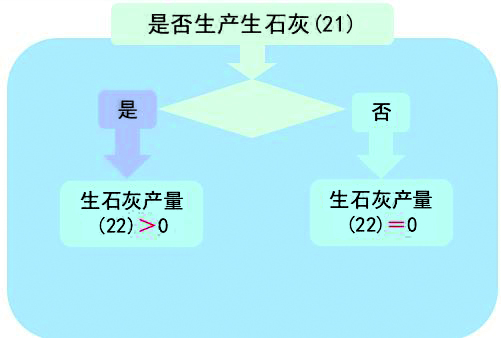 是否生产生石灰(21)
是
否
生石灰产量
(22)>0
生石灰产量
(22)=0